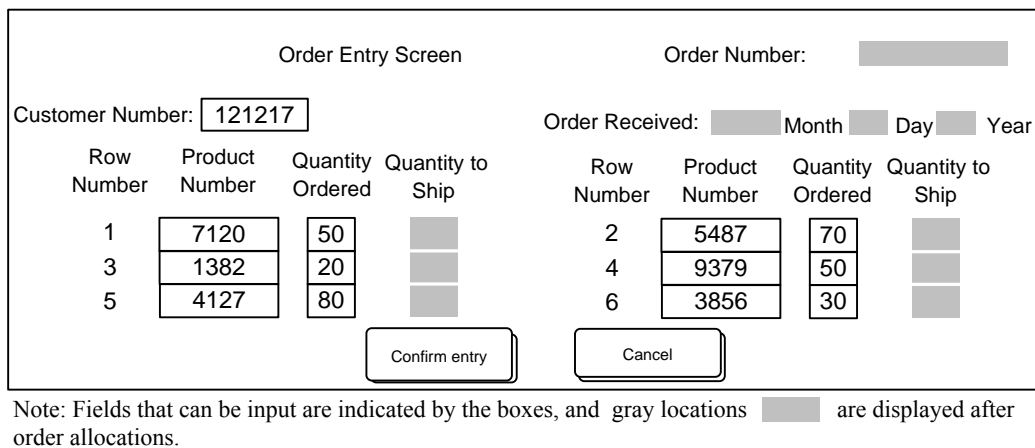 Order Entry Screen Order Number:
Customer Number: 121217 Order Received: Month Day Year
Row Number Product Number Quantity Ordered Quantity to Ship Row Number Product Number Quantity Ordered Quantity to Ship
1 7120 50 2 5487 70
3 1382 20 4 9379 50
5 4127 80 6 3856 30
Confirm entry Cancel
Note: Fields that can be input are indicated by the boxes, and gray locations are displayed after
order allocations.